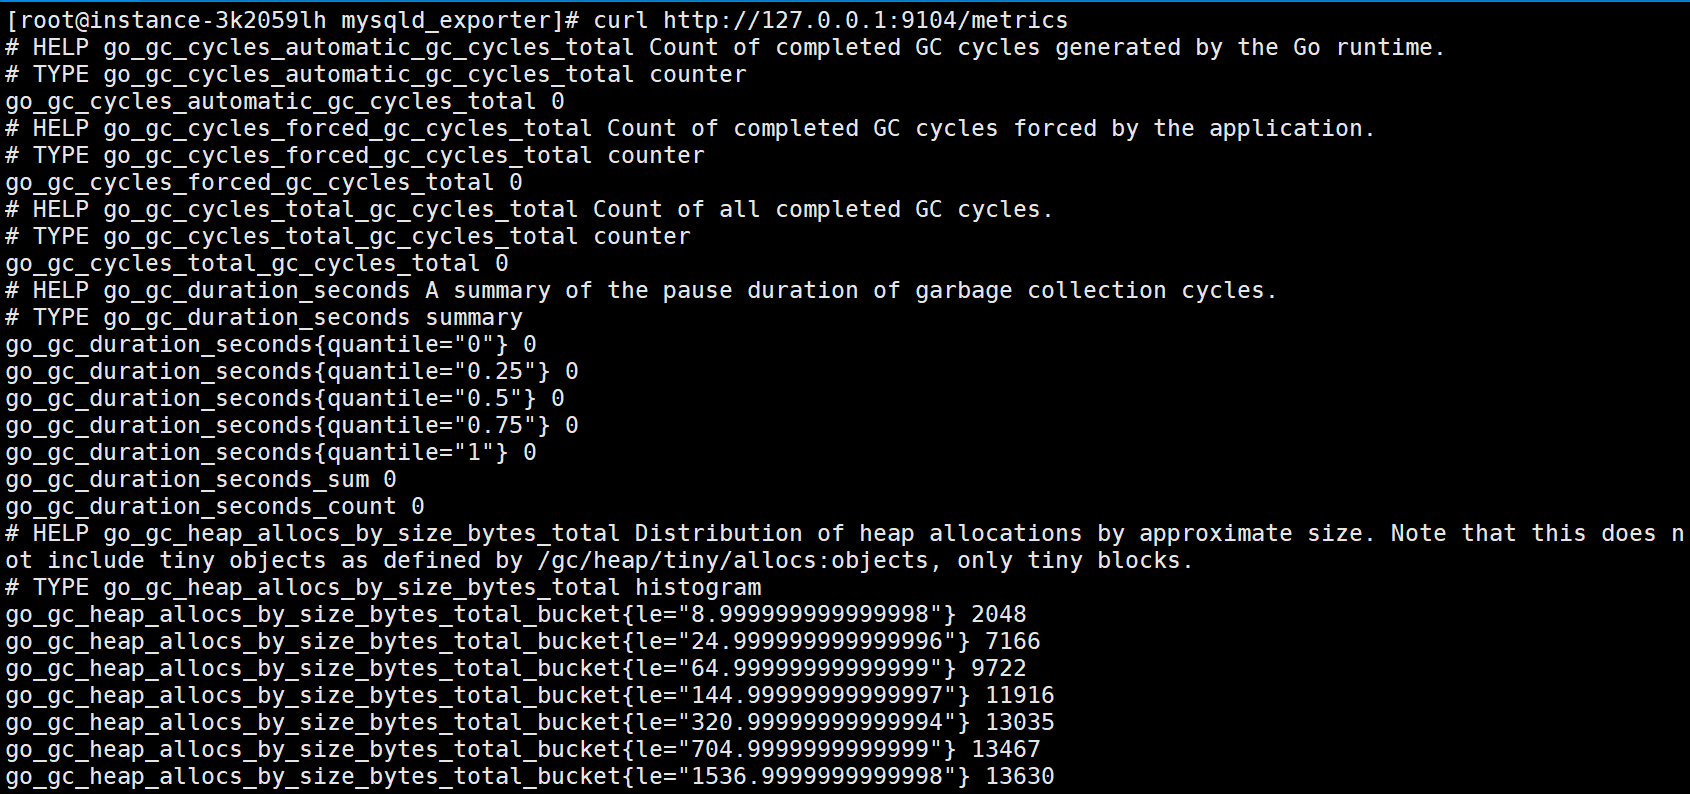 [root@instance-3k2059lh mysqld_exporter]# curl http://127.0.0.1:9104/metrics
# HELP go_gc_cycles_automatic_gc_cycles_total Count of completed GC cycles generated by the Go runtime.
# TYPE go_gc_cycles_automatic_gc_cycles_total counter
go_gc_cycles_automatic_gc_cycles_total 0
# HELP go_gc_cycles_forced_gc_cycles_total Count of completed GC cycles forced by the application.
# TYPE go_gc_cycles_forced_gc_cycles_total counter
go_gc_cycles_forced_gc_cycles_total 0
# HELP go_gc_cycles_total_gc_cycles_total Count of all completed GC cycles.
# TYPE go_gc_cycles_total_gc_cycles_total counter
go_gc_cycles_total_gc_cycles_total 0
# HELP go_gc_duration_seconds A summary of the pause duration of garbage collection cycles.
# TYPE go_gc_duration_seconds summary
go_gc_duration_seconds{quantile="0"} 0
go_gc_duration_seconds{quantile="0.25"} 0
go_gc_duration_seconds{quantile="0.5"} 0
go_gc_duration_seconds{quantile="0.75"} 0
go_gc_duration_seconds{quantile="1"} 0
go_gc_duration_seconds_sum 0
go_gc_duration_seconds_count 0
# HELP go_gc_heap_allocs_by_size_bytes_total Distribution of heap allocations by approximate size. Note that this does n
ot include tiny objects as defined by /gc/heap/tiny/allocs:objects, only tiny blocks.
# TYPE go_gc_heap_allocs_by_size_bytes_total histogram
go_gc_heap_allocs_by_size_bytes_total_bucket{le="8.999999999999998"} 2048
go_gc_heap_allocs_by_size_bytes_total_bucket{le="24.999999999999996"} 7166
go_gc_heap_allocs_by_size_bytes_total_bucket{le="64.99999999999999"} 9722
go_gc_heap_allocs_by_size_bytes_total_bucket{le="144.99999999999997"} 11916
go_gc_heap_allocs_by_size_bytes_total_bucket{le="320.99999999999994"} 13035
go_gc_heap_allocs_by_size_bytes_total_bucket{le="704.9999999999999"} 13467
go_gc_heap_allocs_by_size_bytes_total_bucket{le="1536.9999999999998"} 13630